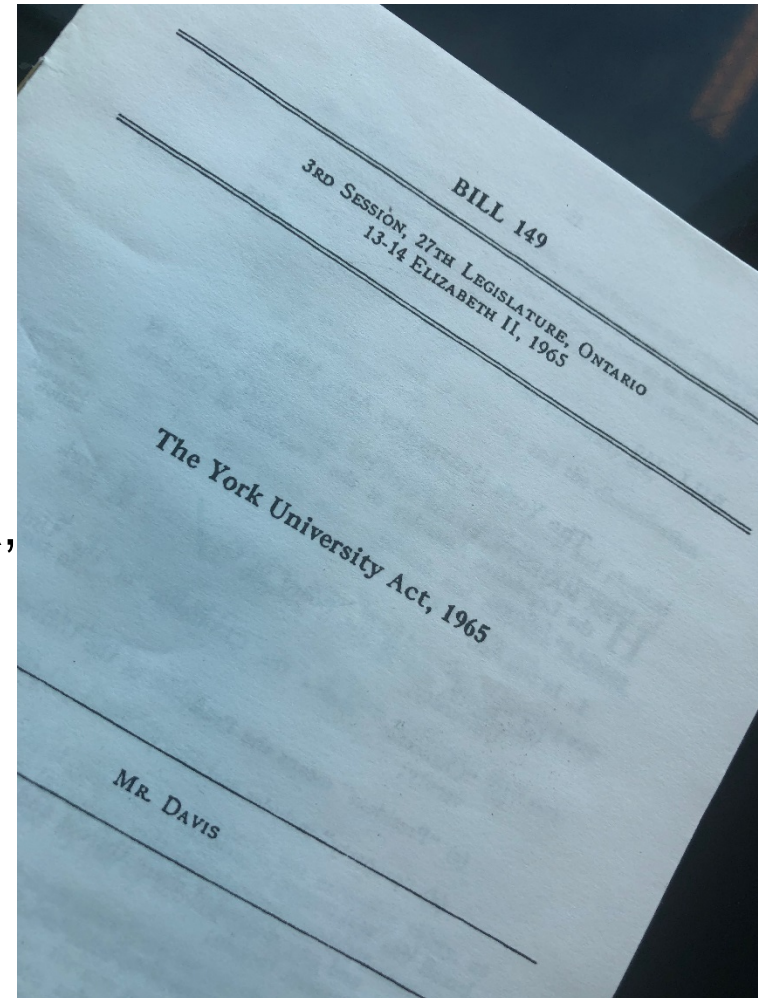 BILL 149
3RD SESSION, 27TH LEGISLATURE, ONTARIO
13-14 ELIZABETH II, 1965
The York University Act, 1965
MR. DAVIS